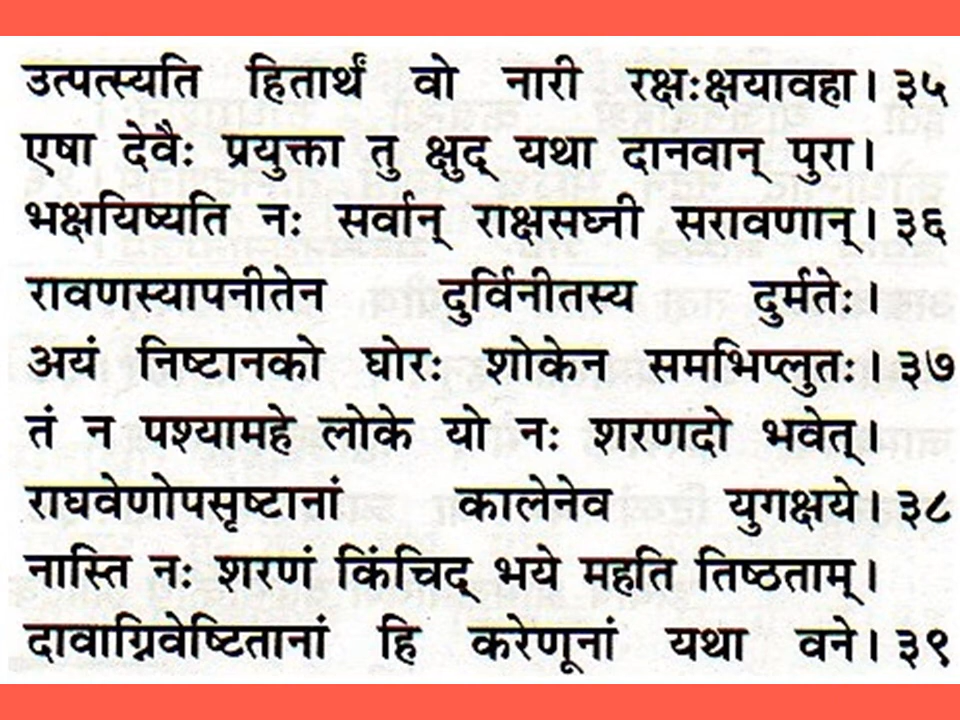 उत्पत्स्यति हितार्थं वो नारी रक्षःक्षयावहा। ३५
एषा देवैः प्रयुक्ता तु क्षुद् यथा दानवान् पुरा।
भक्षयिष्यति नः सर्वान् राक्षसघ्नी सरावणान्। ३६
रावणस्यापनीतेन दुर्विनीतस्य दुर्मतेः।
अयं निष्टानको घोरः शोकेन समभिप्लुतः। ३७
तं न पश्यामहे लोके यो नः शरणदो भवेत्।
राघवेणोपसृष्टानां कालेनेव युगक्षये। ३८
नास्ति नः शरणं किंचिद् भये महति तिष्ठताम्।
दावाग्निवेष्टितानां हि करेणूनां यथा वने। ३९